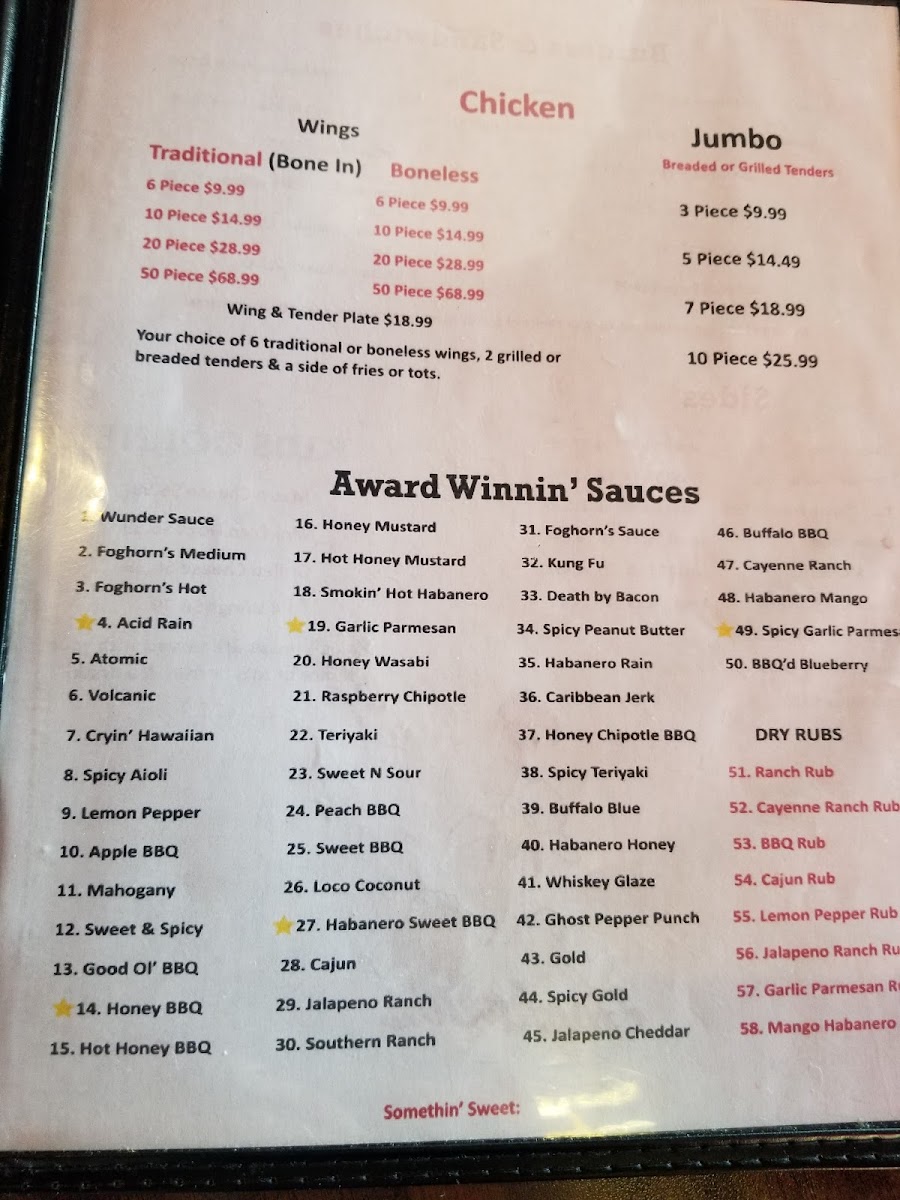 Chicken
Wings
Traditional (Bone In)
6 Piece $9.99
10 Piece $14.99
20 Piece $28.99
50 Piece $68.99
Boneless
6 Piece $9.99
10 Piece $14.99
20 Piece $28.99
50 Piece $68.99
Wing & Tender Plate $18.99
Your choice of 6 traditional or boneless wings, 2 grilled or
breaded tenders & a side of fries or tots.
Jumbo
Breaded or Grilled Tenders
3 Piece $9.99
5 Piece $14.49
7 Piece $18.99
10 Piece $25.99
Award Winnin' Sauces
1. Wunder Sauce
2. Foghorn's Medium
3. Foghorn's Hot
4. Acid Rain
5. Atomic
6. Volcanic
7. Cryin' Hawaiian
8. Spicy Aioli
9. Lemon Pepper
10. Apple BBQ
11. Mahogany
12. Sweet & Spicy
13. Good Ol' BBQ
14. Honey BBQ
15. Hot Honey BBQ
16. Honey Mustard
17. Hot Honey Mustard
18. Smokin' Hot Habanero
19. Garlic Parmesan
20. Honey Wasabi
21. Raspberry Chipotle
22. Teriyaki
23. Sweet N Sour
24. Peach BBQ
25. Sweet BBQ
26. Loco Coconut
27. Habanero Sweet BBQ
28. Cajun
29. Jalapeno Ranch
30. Southern Ranch
31. Foghorn's Sauce
32. Kung Fu
33. Death by Bacon
34. Spicy Peanut Butter
35. Habanero Rain
36. Caribbean Jerk
37. Honey Chipotle BBQ
38. Spicy Teriyaki
39. Buffalo Blue
40. Habanero Honey
41. Whiskey Glaze
42. Ghost Pepper Punch
43. Gold
44. Spicy Gold
45. Jalapeno Cheddar
46. Buffalo BBQ
47. Cayenne Ranch
48. Habanero Mango
49. Spicy Garlic Parmes
50. BBQ'd Blueberry
DRY RUBS
51. Ranch Rub
52. Cayenne Ranch Rub
53. BBQ Rub
54. Cajun Rub
55. Lemon Pepper Rub
56. Jalapeno Ranch Ru
57. Garlic Parmesan R
58. Mango Habanero
Somethin' Sweet: